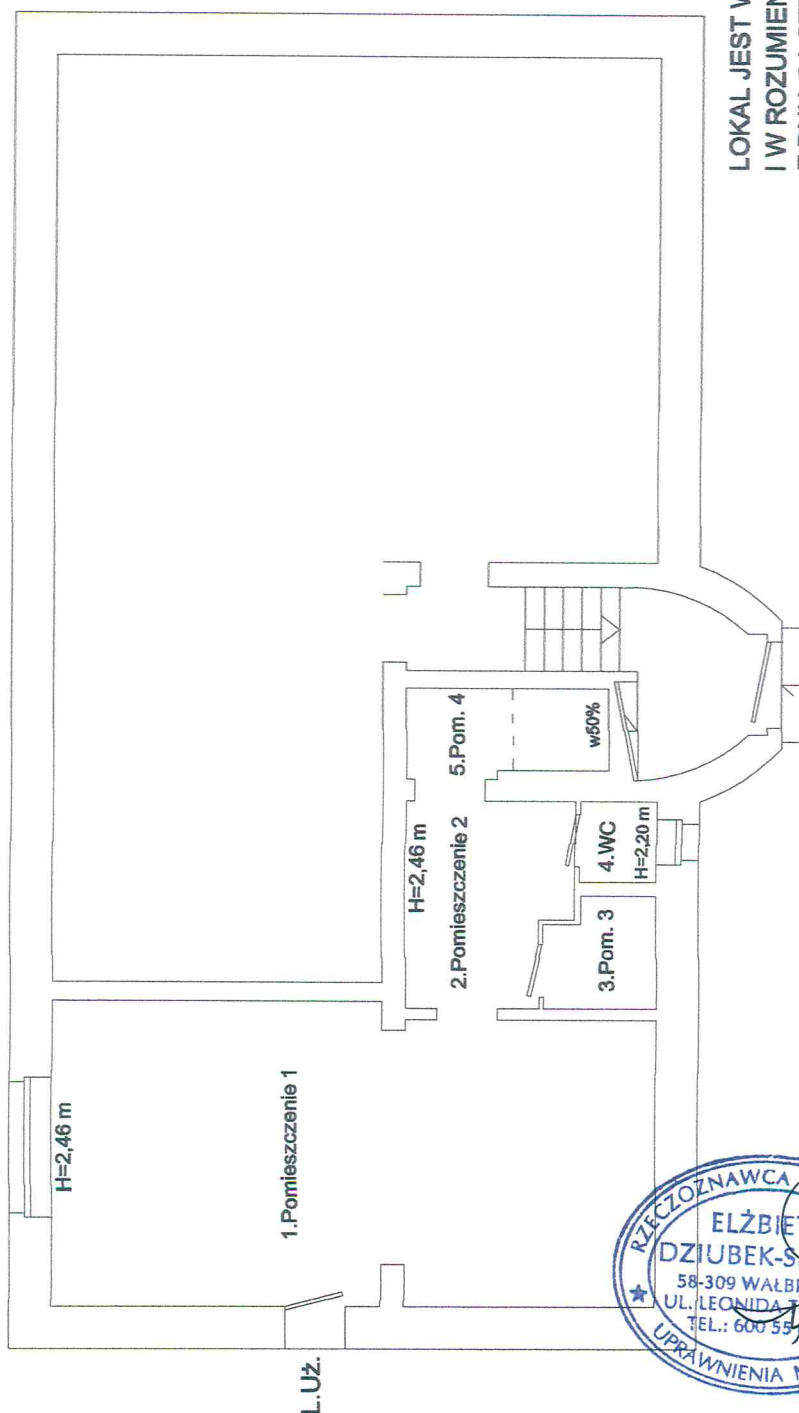 LOKAL JEST
I W ROZUMIEN
H=2,46 m
1.Pomieszczenie 1
L.Uż.
H=2,46 m
2.Pomieszczenie 2
5.Pom. 4
w50%
4.WC
H=2,20 m
3.Pom. 3
RZECZOZNAWCA
ELŻBIE
DZIUBEK-S
58-309 WAŁB
UL. LEONIDA T
TEL.: 600 55
UPRAWNIENIA